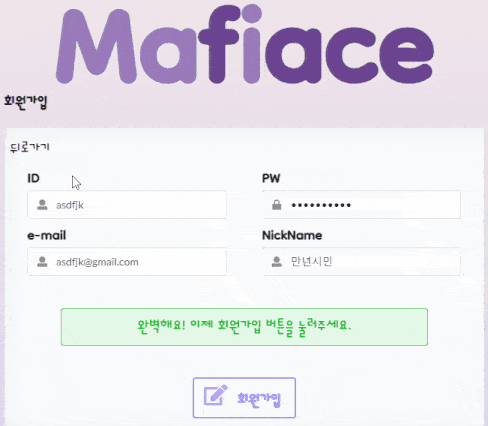 Mafiace
회원가입
뒤로가기
ID PW
asdfjk ••••••••••
e-mail NickName
asdfjk@gmail.com 만년시민
완벽해요! 이제 회원가입 버튼을 눌러주세요.
회원가입